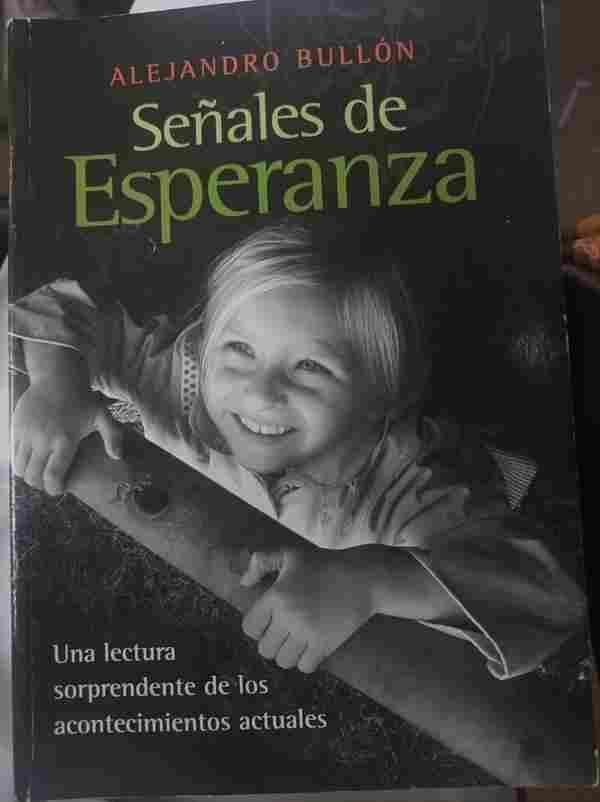 ALEJANDRO BULLÓN
Señales de
Esperanza
Una lectura
sorprendente de los
acontecimientos actuales